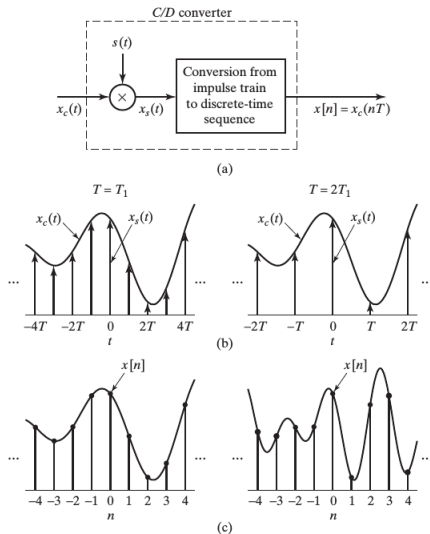 C/D converter
s(t)
×
x_c(t)
x_s(t)
Conversion from
impulse train
to discrete-time
sequence
x[n] = x_c(nT)
(a)
T = T₁
T = 2T₁
x_c(t)
x_s(t)
x_c(t)
x_s(t)
...
...
...
..
–4T –2T 0 2T 4T
–2T –T 0 T 2T
t
t
(b)
x[n]
x[n]
...
...
...
..
–4 –3 –2 –1 0 1 2 3 4
–4 –3 –2 –1 0 1 2 3 4
n
n
(c)